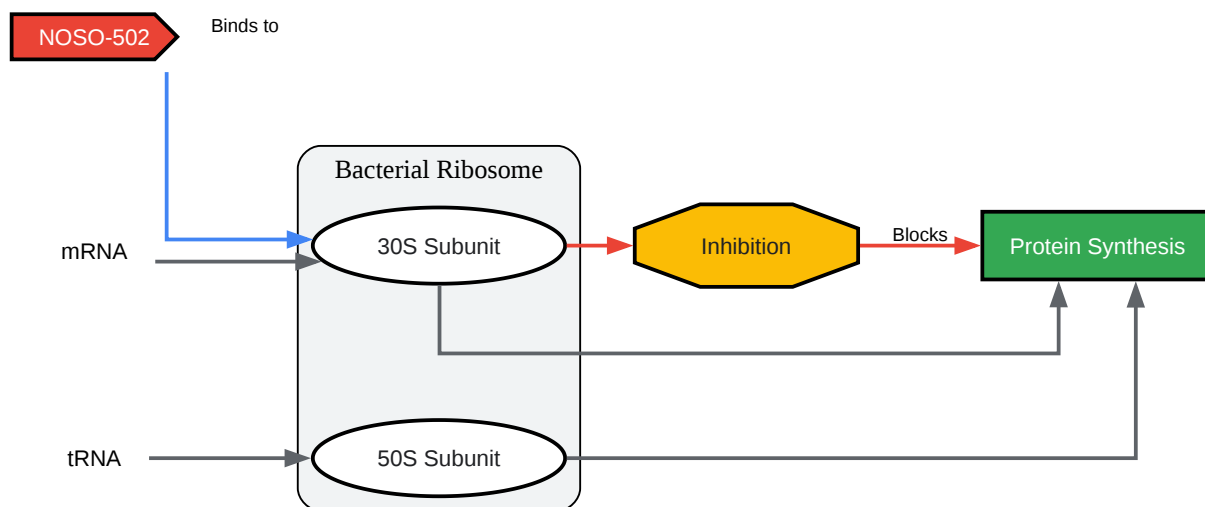 NOSO-502
Binds to
Bacterial Ribosome
mRNA
30S Subunit
Inhibition
Blocks
Protein Synthesis
tRNA
50S Subunit